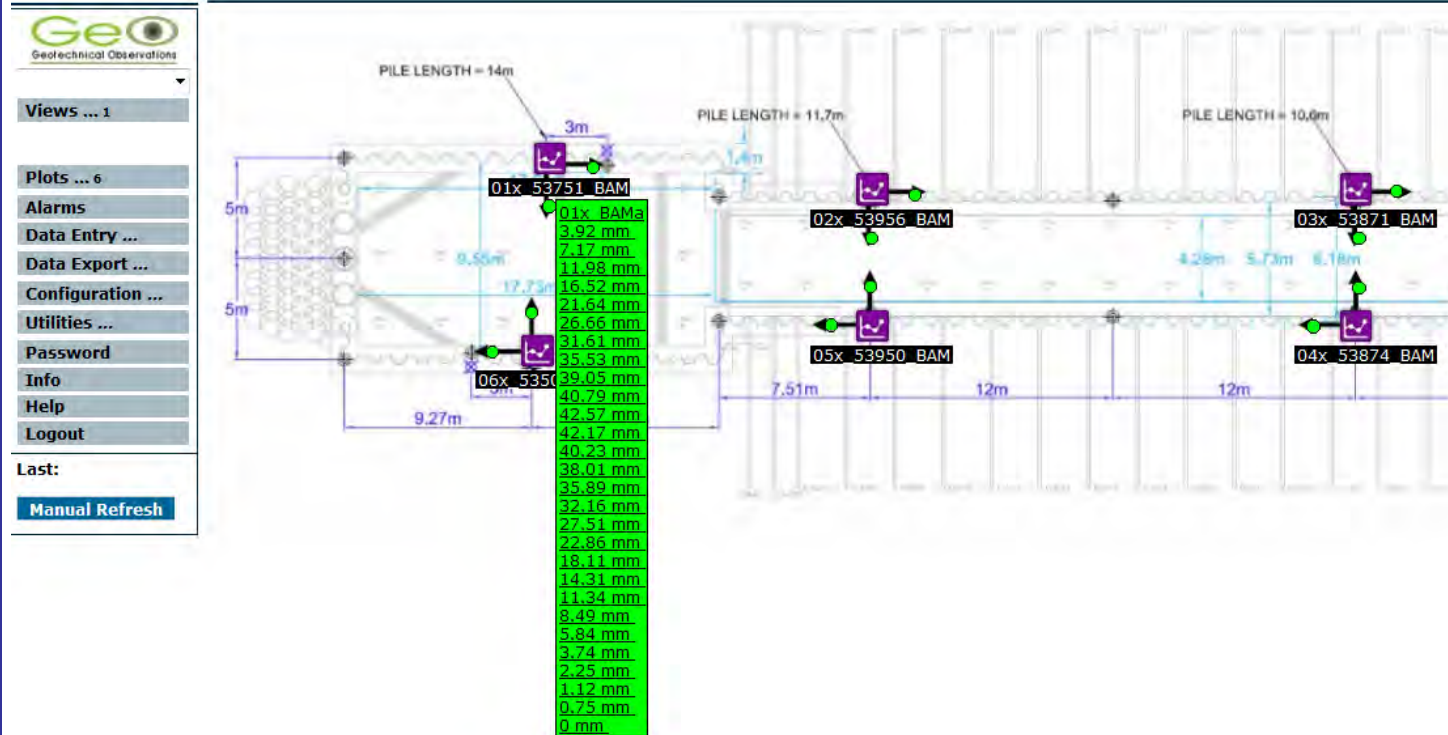 GeO
Geotechnical Observations
Views ... 1
Plots ... 6
Alarms
Data Entry ...
Data Export ...
Configuration ...
Utilities ...
Password
Info
Help
Logout
Last:
Manual Refresh
PILE LENGTH = 14m
3m
01x_53751_BAM
5m
5m
9.55m
17.73m
06x_5350
9.27m
01x_BAMa
3.92 mm
7.17 mm
11.98 mm
16.52 mm
21.64 mm
26.66 mm
31.61 mm
35.53 mm
39.05 mm
40.79 mm
42.57 mm
42.17 mm
40.23 mm
38.01 mm
35.89 mm
32.16 mm
27.51 mm
22.86 mm
18.11 mm
14.31 mm
11.34 mm
8.49 mm
5.84 mm
3.74 mm
2.25 mm
1.12 mm
0.75 mm
0 mm
PILE LENGTH = 11.7m
02x_53956_BAM
05x_53950_BAM
7.51m
12m
12m
PILE LENGTH = 10.6m
03x_53871_BAM
4.28m
5.73m
6.18m
04x_53874_BAM